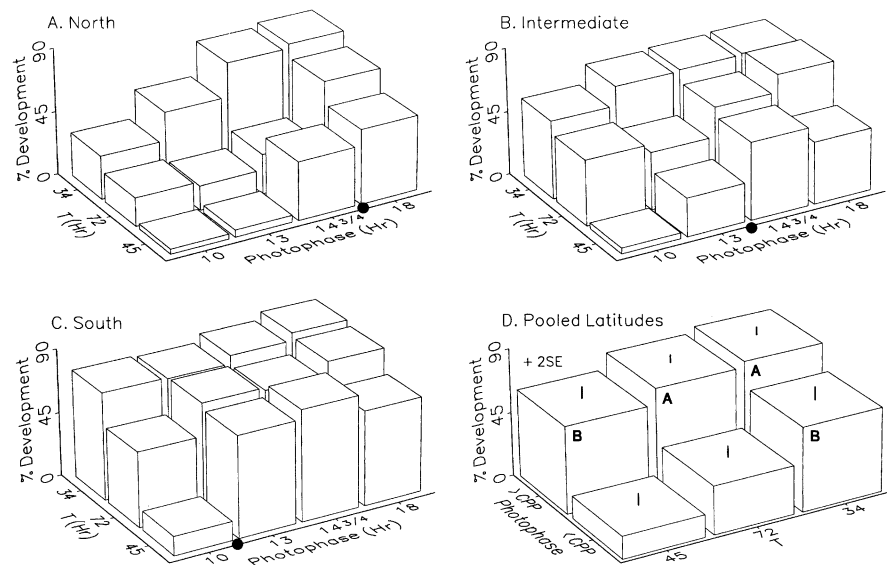 A. North
% Development
90
45
0
34
72
45
T(Hr)
10
13
14 3/4
18
Photophase (Hr)
B. Intermediate
% Development
90
45
0
34
72
45
T(Hr)
10
13
14 3/4
18
Photophase (Hr)
C. South
% Development
90
45
0
34
72
45
T(Hr)
10
13
14 3/4
18
Photophase (Hr)
D. Pooled Latitudes
+ 2SE
% Development
90
45
0
>CPP
<CPP
Photophase
45
72
34
T
A
A
B
B